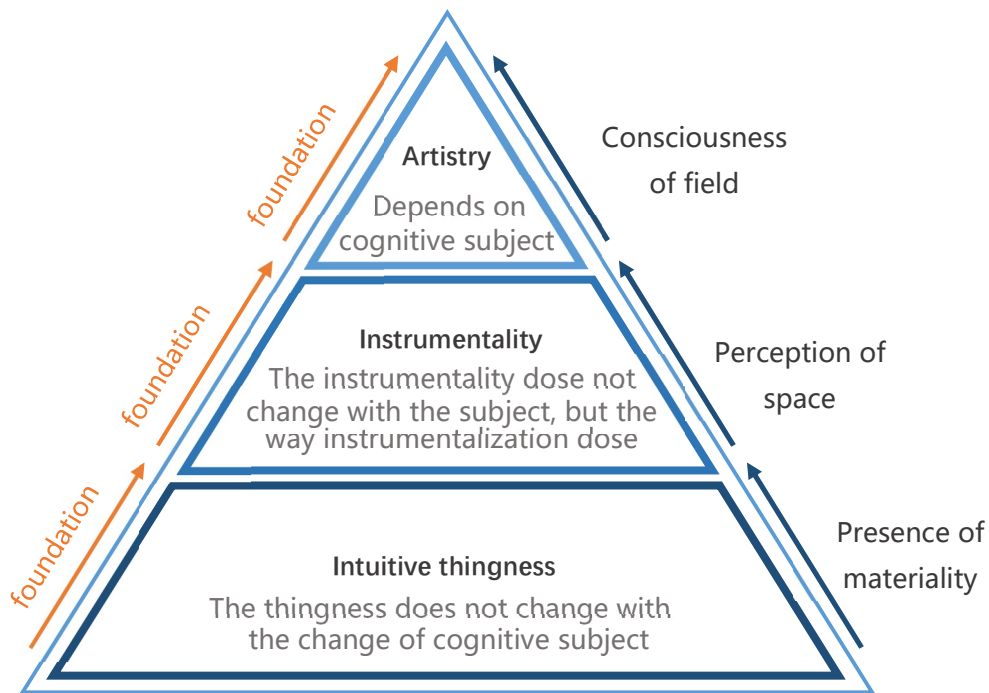 foundation
Artistry
Depends on
cognitive subject
Consciousness
of field
foundation
Instrumentality
The instrumentality dose not
change with the subject, but the
way instrumentalization dose
Perception of
space
foundation
Intuitive thingness
The thingness does not change with
the change of cognitive subject
Presence of
materiality